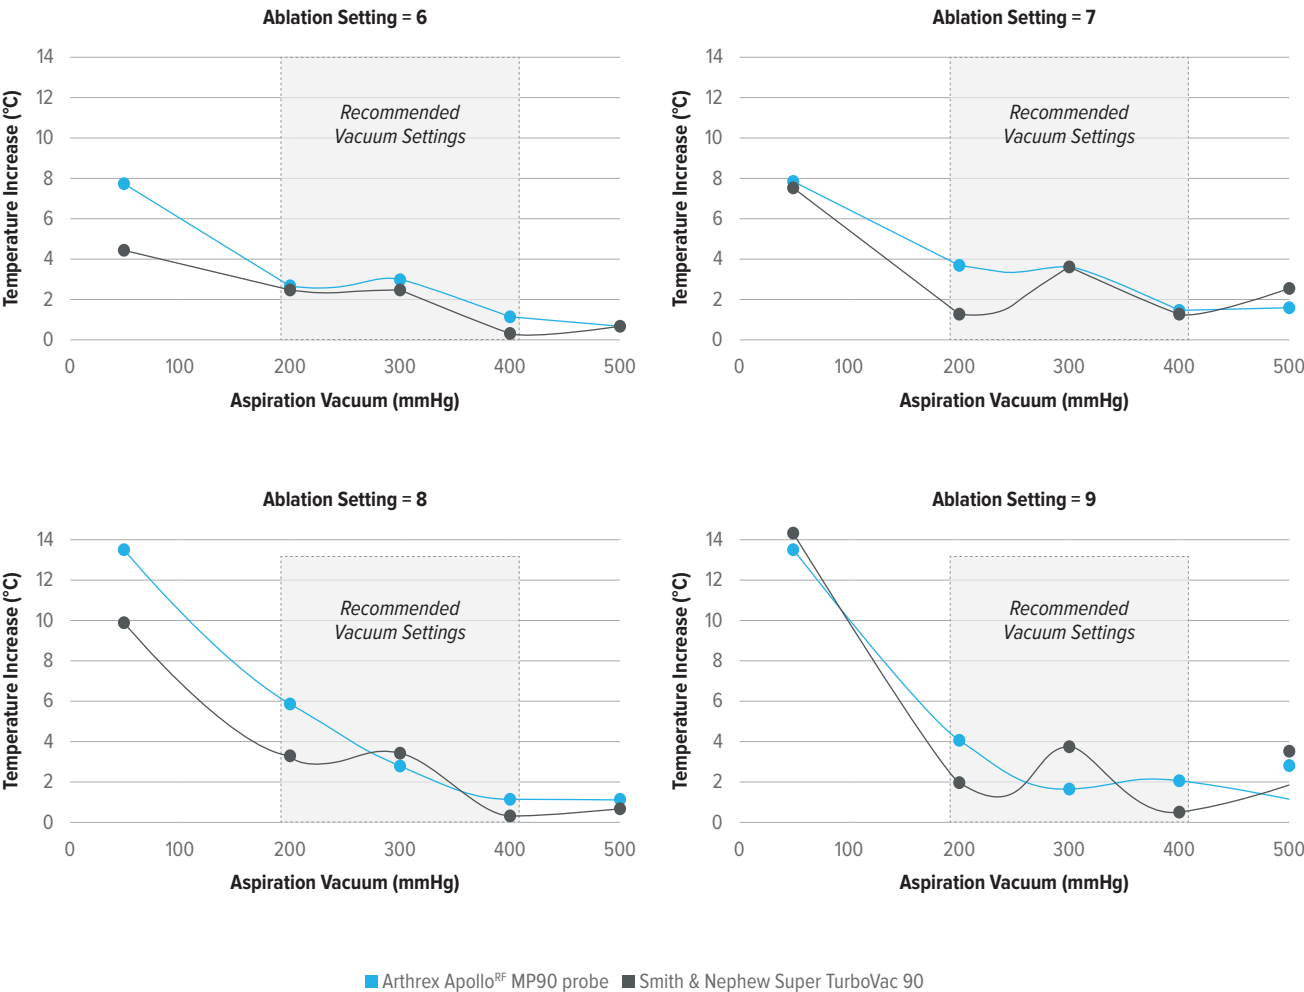 Ablation Setting = 6
Temperature Increase (°C)
14
12
10
8
6
4
2
0
Recommended
Vacuum Settings
0 100 200 300 400 500
Aspiration Vacuum (mmHg)
Ablation Setting = 7
Temperature Increase (°C)
14
12
10
8
6
4
2
0
Recommended
Vacuum Settings
0 100 200 300 400 500
Aspiration Vacuum (mmHg)
Ablation Setting = 8
Temperature Increase (°C)
14
12
10
8
6
4
2
0
Recommended
Vacuum Settings
0 100 200 300 400 500
Aspiration Vacuum (mmHg)
Ablation Setting = 9
Temperature Increase (°C)
14
12
10
8
6
4
2
0
Recommended
Vacuum Settings
0 100 200 300 400 500
Aspiration Vacuum (mmHg)
Arthrex Apollo<sup>RF</sup> MP90 probe Smith & Nephew Super TurboVac 90